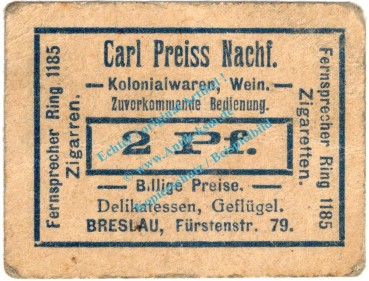 Carl Preiss Nachf.
Kolonialwaren, Wein.
Zuvorkommende Bedienung.
2 Pf.
Billige Preise.
Delikatessen, Geflügel.
BRESLAU, Fürstenstr. 79.
Fernsprecher Ring 1185
Zigarren.
Fernsprecher Ring 1185
Zigaretten.